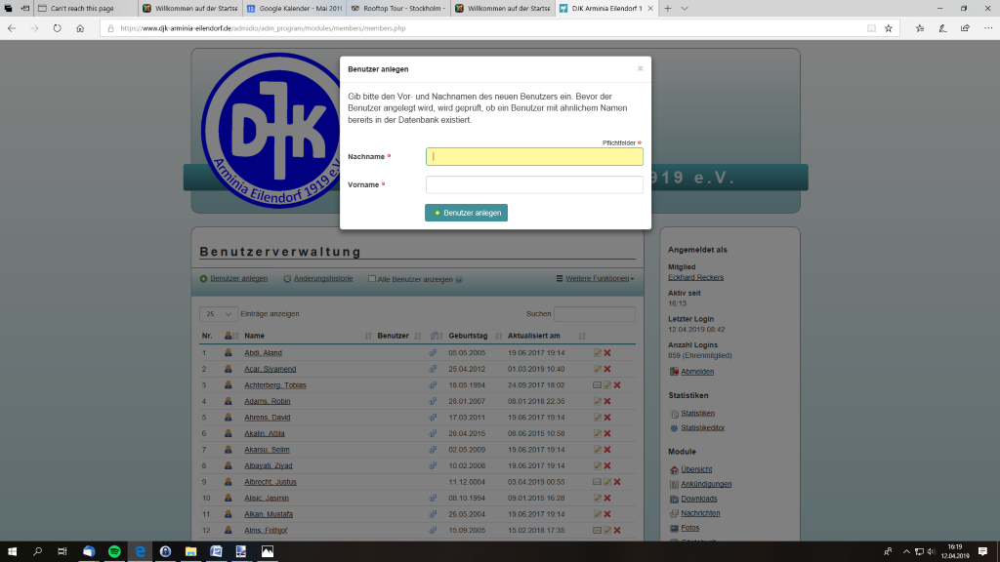 Can't reach this page
Willkommen auf der Startse
Google Kalender - Mai 2019
Rooftop Tour - Stockholm -
Willkommen auf der Startse
DJK Arminia Eilendorf 1
https://www.djk-arminia-eilendorf.de/admidio/adm_program/modules/members/members.php
DJK
Arminia Eilendorf 1919 e.V.
919 e.V.
Benutzer anlegen
×
Gib bitte den Vor- und Nachnamen des neuen Benutzers ein. Bevor der
Benutzer angelegt wird, wird geprüft, ob ein Benutzer mit ähnlichem Namen
bereits in der Datenbank existiert.
Pflichtfelder
Nachname
Vorname
Benutzer anlegen
Benutzerverwaltung
Benutzer anlegen Änderungshistorie Alle Benutzer anzeigen Weitere Funktionen
25 Einträge anzeigen Suchen
Nr. Name Benutzer Geburtstag Aktualisiert am
1 Abdi, Aland 05.05.2005 19.06.2017 19:14
2 Acar, Siyamend 25.04.2012 01.03.2019 10:40
3 Achterberg, Tobias 18.05.1994 24.09.2017 18:02
4 Adams, Robin 28.01.2007 08.01.2018 22:35
5 Ahrens, David 17.03.2011 19.06.2017 19:14
6 Akalin, Attila 28.04.2015 08.06.2015 10:58
7 Akarsu, Selim 02.05.2009 19.06.2017 19:14
8 Albayati, Ziyad 10.02.2008 19.06.2017 19:14
9 Albrecht, Justus 11.12.0004 03.04.2019 00:55
10 Alisic, Jasmin 08.10.1994 09.01.2015 16:28
11 Alkan, Mustafa 26.05.2004 19.06.2017 19:14
12 Alms, Frithjof 15.09.2005 15.02.2018 17:35
Angemeldet als
Mitglied
Eckhard Reckers
Aktiv seit
16:13
Letzter Login
12.04.2019 08:42
Anzahl Logins
859 (Ehrenmitglied)
Abmelden
Statistiken
Statistiken
Statistikeditor
Module
Übersicht
Ankündigungen
Downloads
Nachrichten
Fotos
16:19
12.04.2019